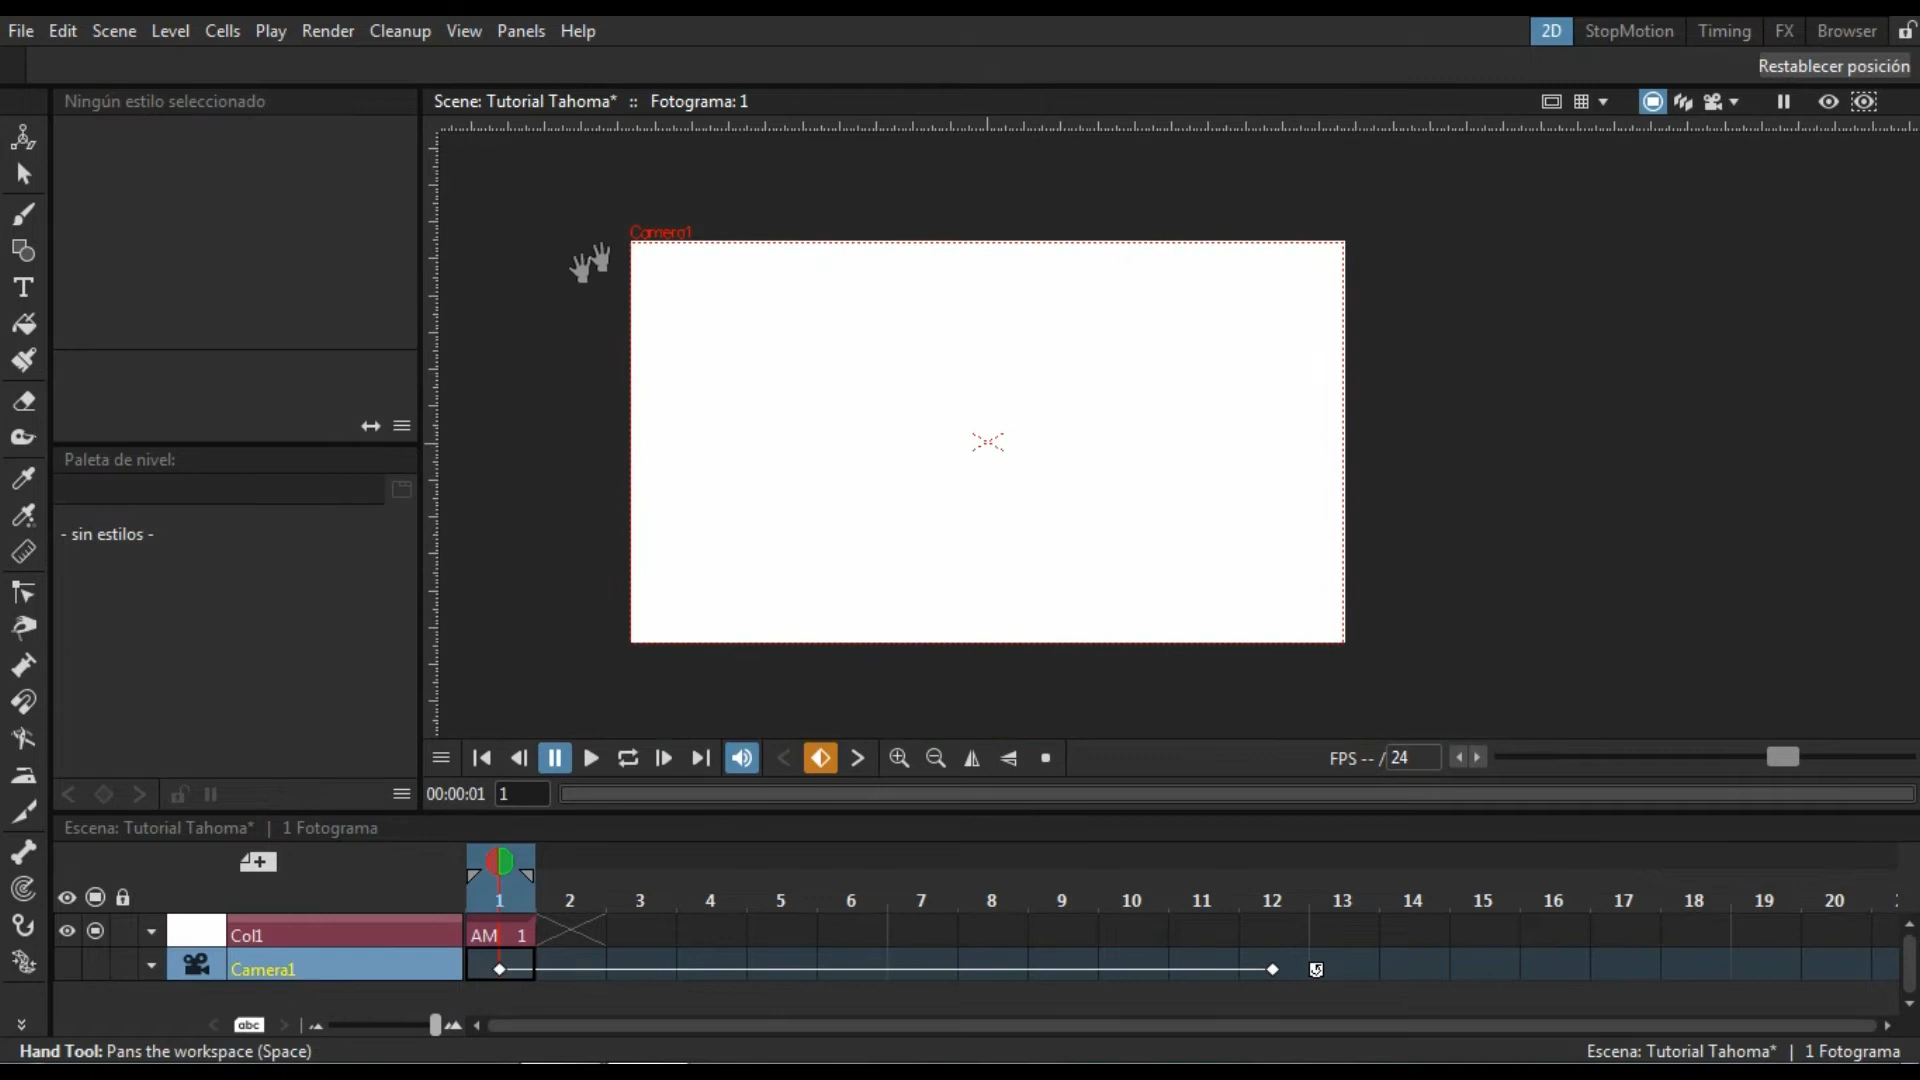 File Edit Scene Level Cells Play Render Cleanup View Panels Help
2D StopMotion Timing FX Browser
Restablecer posición
Ningún estilo seleccionado
Scene: Tutorial Tahoma* :: Fotograma: 1
Camera1
Paleta de nivel:
- sin estilos -
FPS -- / 24
00:00:01 1
Escena: Tutorial Tahoma* | 1 Fotograma
1 2 3 4 5 6 7 8 9 10 11 12 13 14 15 16 17 18 19 20
Col1 AM 1
Camera1
abc
Hand Tool: Pans the workspace (Space)
Escena: Tutorial Tahoma* | 1 Fotograma